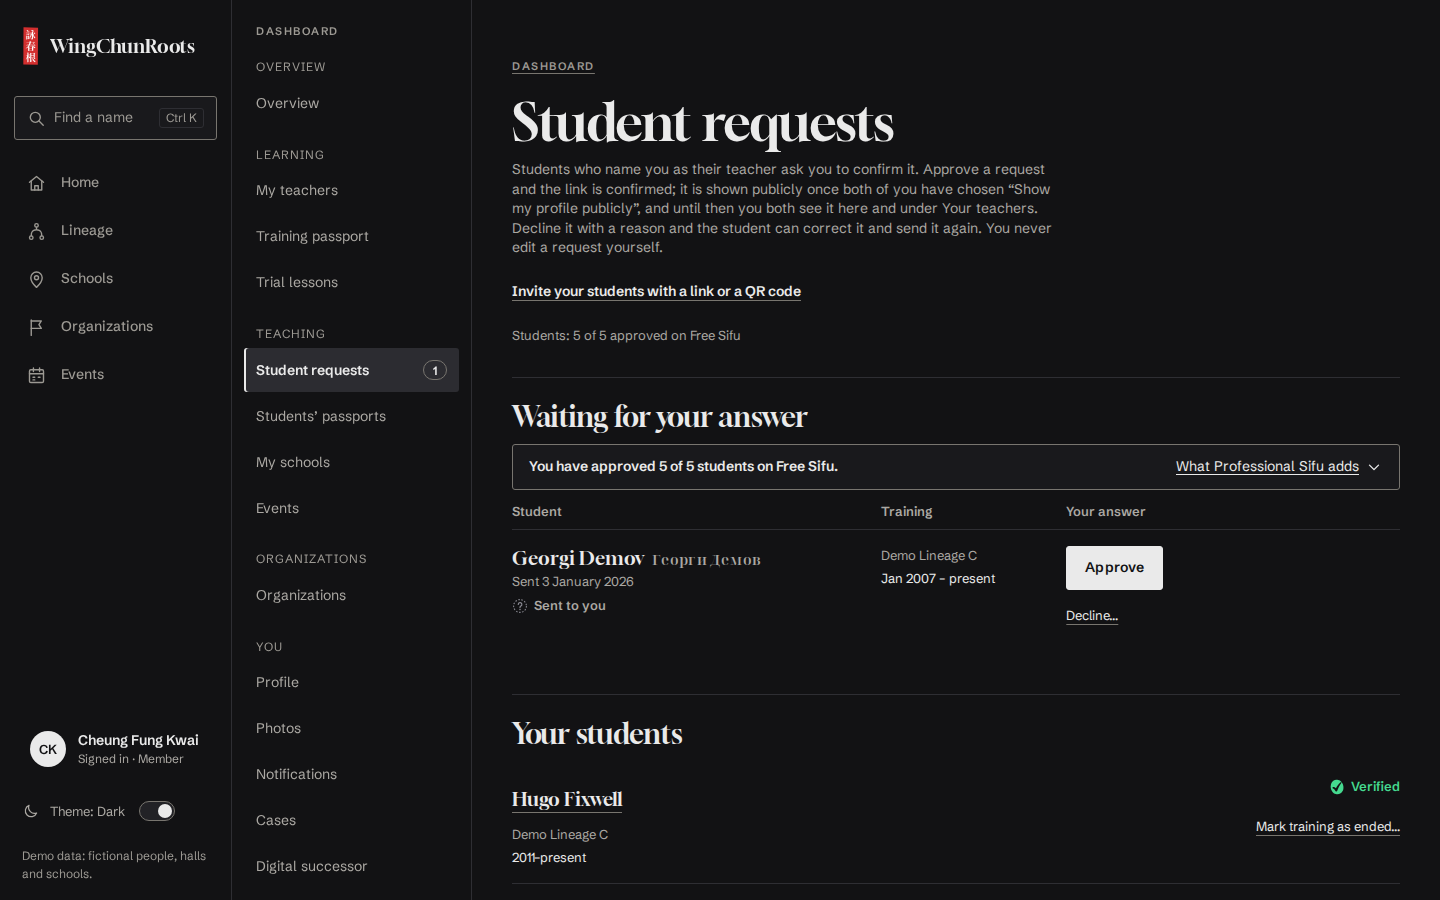 詠春根
WingChunRoots
Find a name
Ctrl K
Home
Lineage
Schools
Organizations
Events
CK
Cheung Fung Kwai
Signed in · Member
Theme: Dark
Demo data: fictional people, halls
and schools.
DASHBOARD
OVERVIEW
Overview
LEARNING
My teachers
Training passport
Trial lessons
TEACHING
Student requests
1
Students’ passports
My schools
Events
ORGANIZATIONS
Organizations
YOU
Profile
Photos
Notifications
Cases
Digital successor
DASHBOARD
Student requests
Students who name you as their teacher ask you to confirm it. Approve a request
and the link is confirmed; it is shown publicly once both of you have chosen “Show
my profile publicly”, and until then you both see it here and under Your teachers.
Decline it with a reason and the student can correct it and send it again. You never
edit a request yourself.
Invite your students with a link or a QR code
Students: 5 of 5 approved on Free Sifu
Waiting for your answer
You have approved 5 of 5 students on Free Sifu.
What Professional Sifu adds
Student
Training
Your answer
Georgi Demov Георги Демов
Sent 3 January 2026
Sent to you
Demo Lineage C
Jan 2007 – present
Approve
Decline…
Your students
Hugo Fixwell
Demo Lineage C
2011–present
Verified
Mark training as ended…